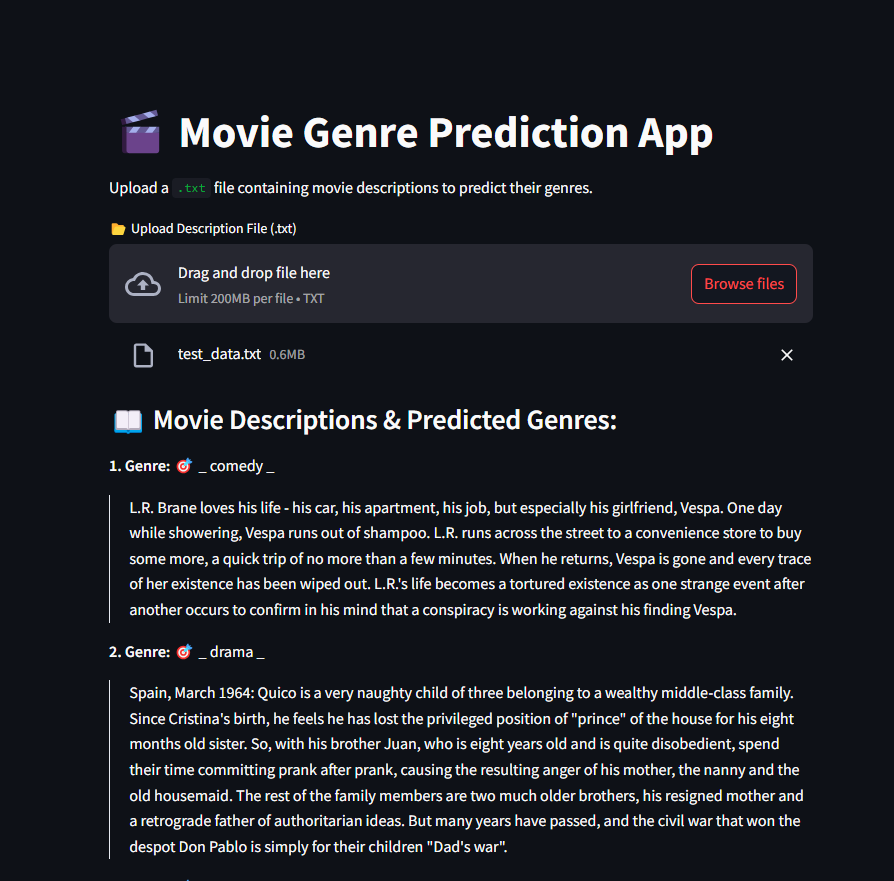 🎬 Movie Genre Prediction App
Upload a .txt file containing movie descriptions to predict their genres.
📂 Upload Description File (.txt)
Drag and drop file here
Limit 200MB per file • TXT
Browse files
test_data.txt 0.6MB
📖 Movie Descriptions & Predicted Genres:
1. Genre: 🎯 _ comedy _
L.R. Brane loves his life - his car, his apartment, his job, but especially his girlfriend, Vespa. One day
while showering, Vespa runs out of shampoo. L.R. runs across the street to a convenience store to buy
some more, a quick trip of no more than a few minutes. When he returns, Vespa is gone and every trace
of her existence has been wiped out. L.R.'s life becomes a tortured existence as one strange event after
another occurs to confirm in his mind that a conspiracy is working against his finding Vespa.
2. Genre: 🎯 _ drama _
Spain, March 1964: Quico is a very naughty child of three belonging to a wealthy middle-class family.
Since Cristina's birth, he feels he has lost the privileged position of "prince" of the house for his eight
months old sister. So, with his brother Juan, who is eight years old and is quite disobedient, spend
their time committing prank after prank, causing the resulting anger of his mother, the nanny and the
old housemaid. The rest of the family members are two much older brothers, his resigned mother and
a retrograde father of authoritarian ideas. But many years have passed, and the civil war that won the
despot Don Pablo is simply for their children "Dad's war".